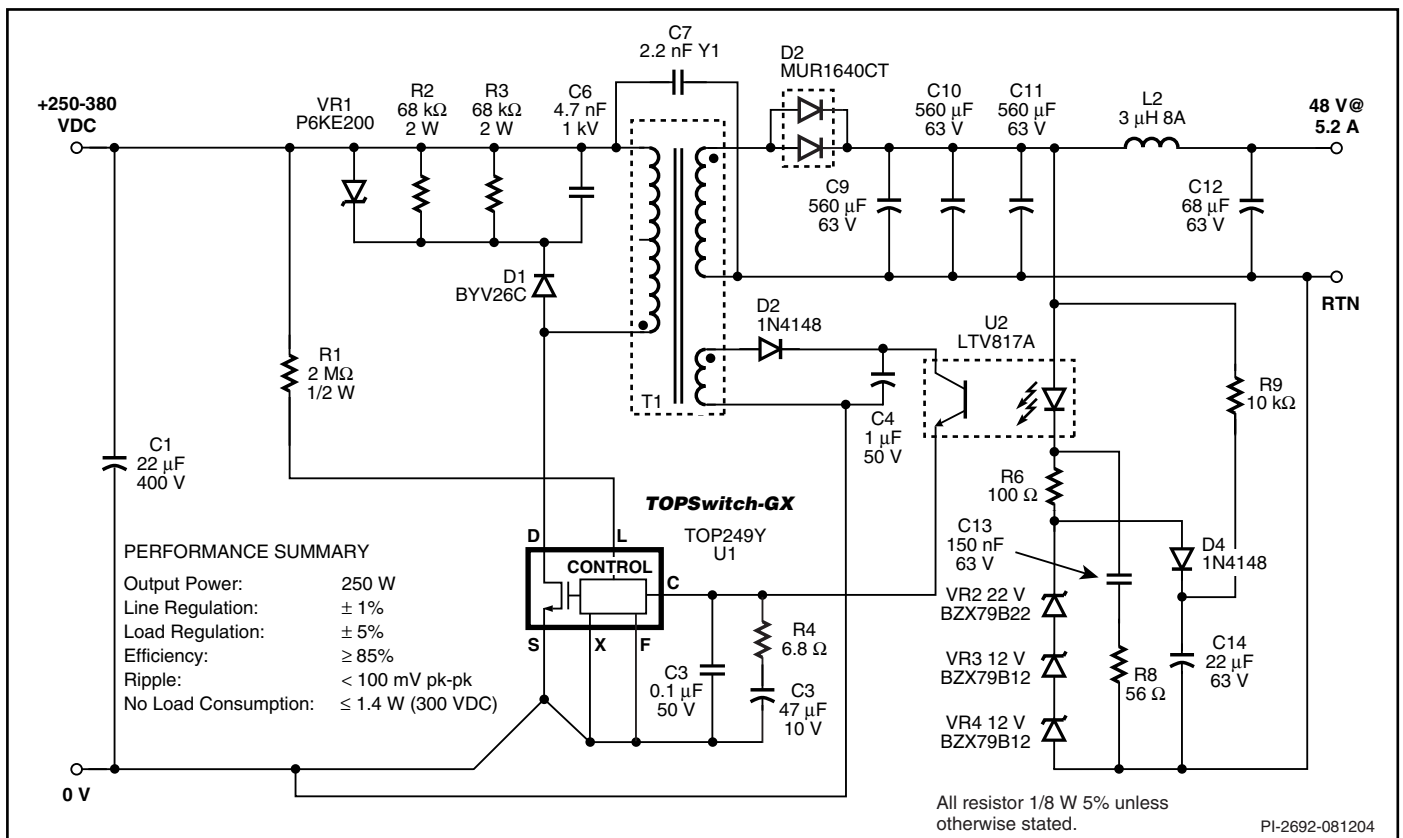 C7
2.2 nF Y1
D2
MUR1640CT
+250-380
VDC
VR1
P6KE200
R2
68 kΩ
2 W
R3
68 kΩ
2 W
C6
4.7 nF
1 kV
C10
560 µF
63 V
C11
560 µF
63 V
L2
3 µH 8A
48 V@
5.2 A
C9
560 µF
63 V
C12
68 µF
63 V
D1
BYV26C
RTN
D2
1N4148
U2
LTV817A
R1
2 MΩ
1/2 W
T1
C4
1 µF
50 V
R9
10 kΩ
C1
22 µF
400 V
R6
100 Ω
TOPSwitch-GX
TOP249Y
U1
D
L
CONTROL
C
S
X
F
C13
150 nF
63 V
D4
1N4148
VR2 22 V
BZX79B22
R4
6.8 Ω
C3
0.1 µF
50 V
C3
47 µF
10 V
VR3 12 V
BZX79B12
R8
56 Ω
C14
22 µF
63 V
VR4 12 V
BZX79B12
PERFORMANCE SUMMARY
Output Power: 250 W
Line Regulation: ± 1%
Load Regulation: ± 5%
Efficiency: ≥ 85%
Ripple: < 100 mV pk-pk
No Load Consumption: ≤ 1.4 W (300 VDC)
0 V
All resistor 1/8 W 5% unless
otherwise stated.
PI-2692-081204